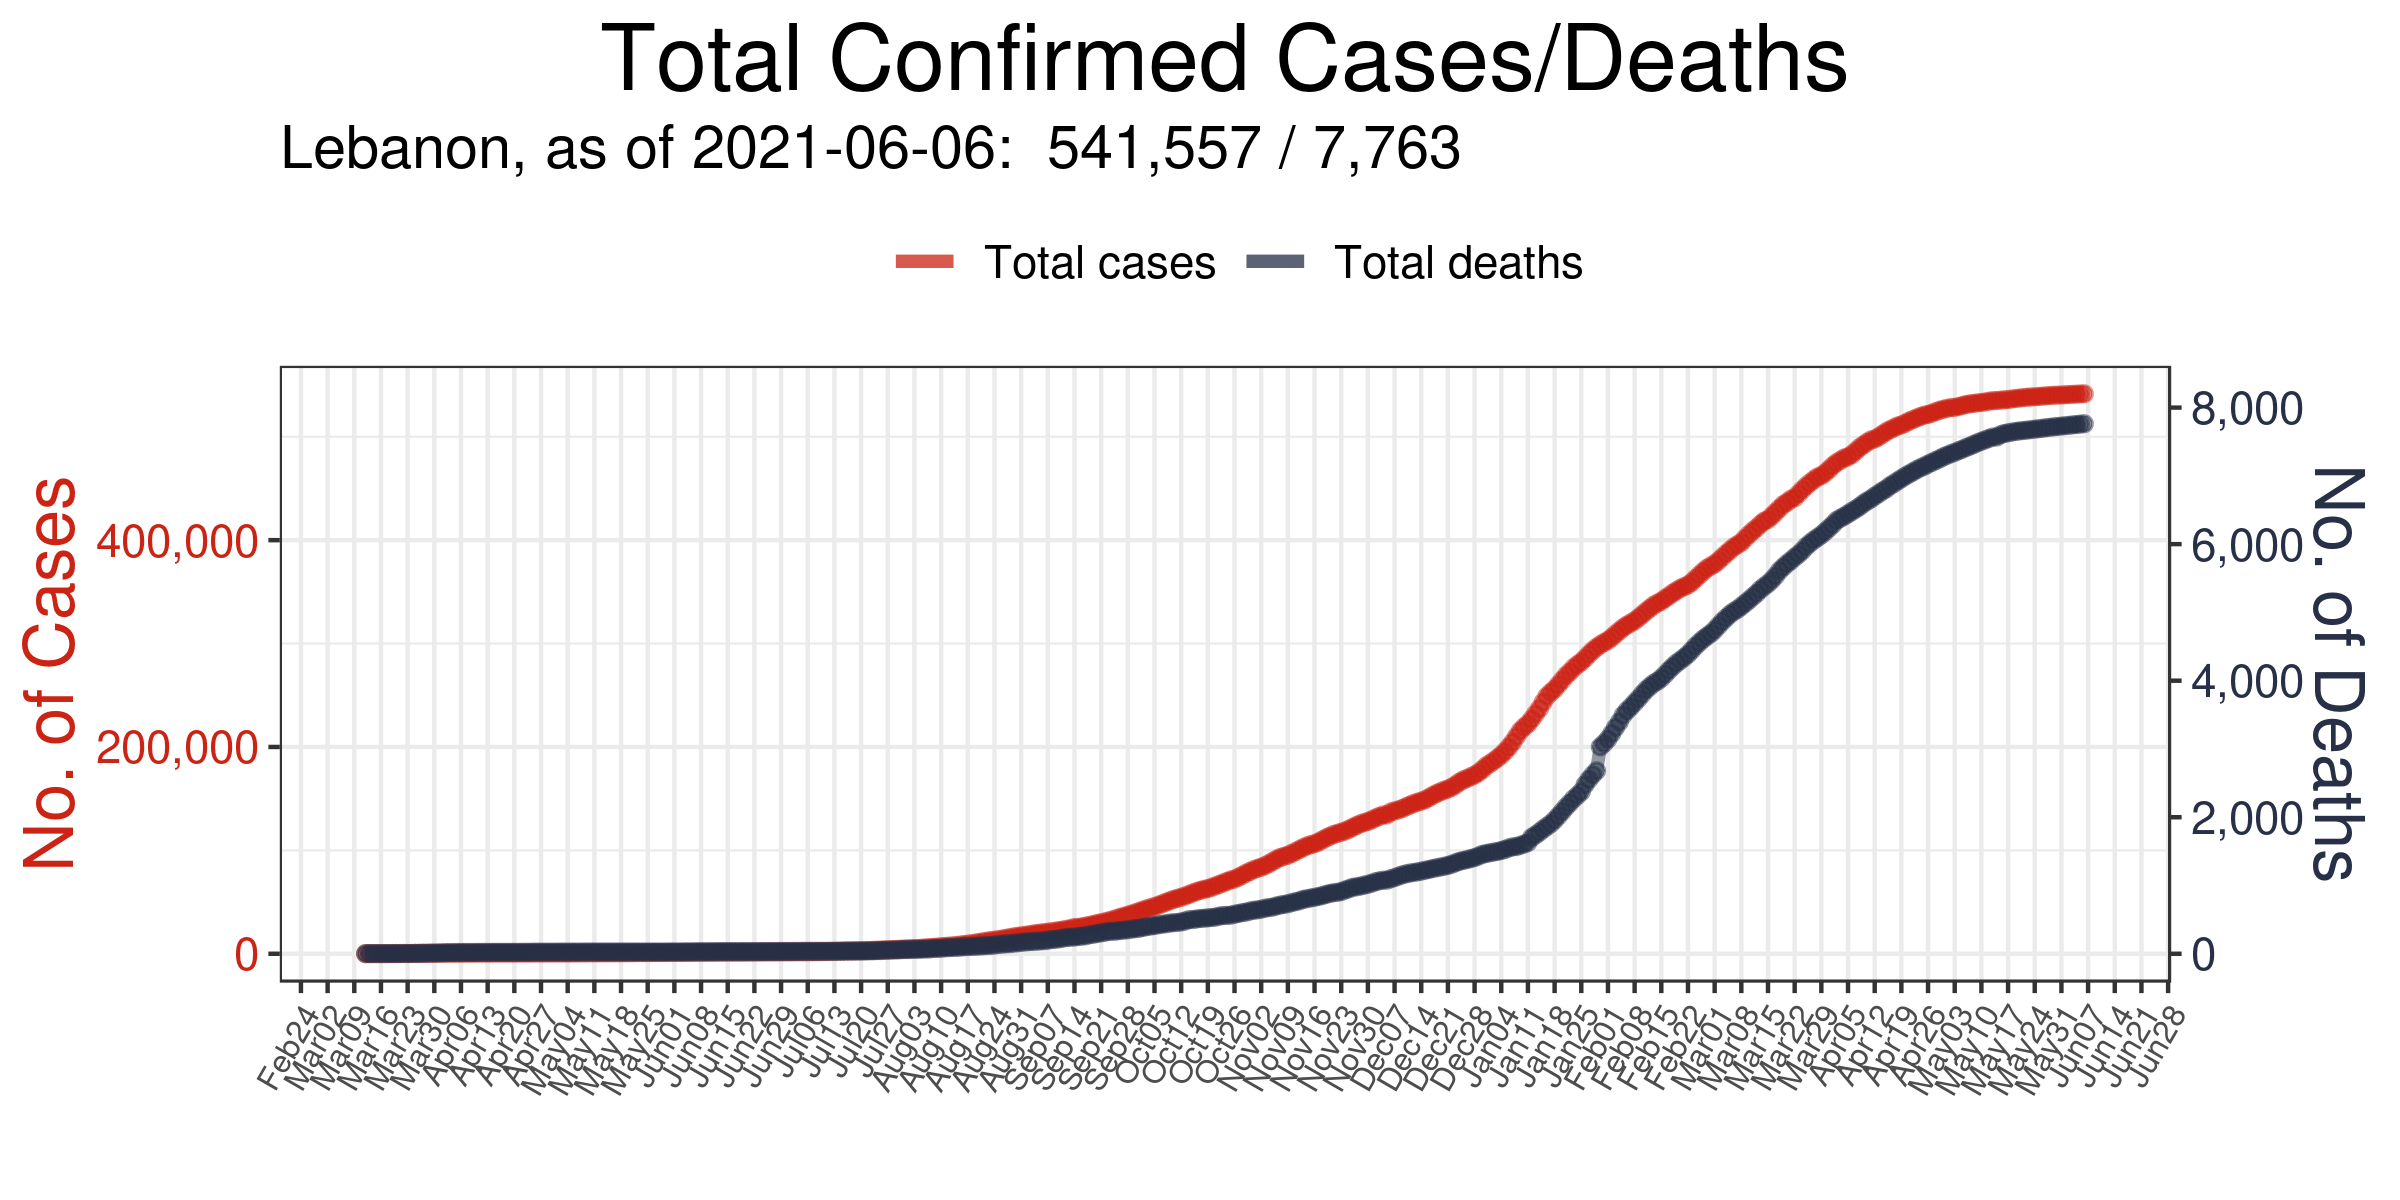 Total Confirmed Cases/Deaths
Lebanon, as of 2021-06-06:  541,557 / 7,763
Total cases
Total deaths
No. of Cases
400,000
200,000
0
8,000
6,000
4,000
2,000
0
No. of Deaths
Feb24
Mar02
Mar09
Mar16
Mar23
Mar30
Apr06
Apr13
Apr20
Apr27
May04
May11
May18
May25
Jun01
Jun08
Jun15
Jun22
Jun29
Jul06
Jul13
Jul20
Jul27
Aug03
Aug10
Aug17
Aug24
Aug31
Sep07
Sep14
Sep21
Sep28
Oct05
Oct12
Oct19
Oct26
Nov02
Nov09
Nov16
Nov23
Nov30
Dec07
Dec14
Dec21
Dec28
Jan04
Jan11
Jan18
Jan25
Feb01
Feb08
Feb15
Feb22
Mar01
Mar08
Mar15
Mar22
Mar29
Apr05
Apr12
Apr19
Apr26
May03
May10
May17
May24
May31
Jun07
Jun14
Jun21
Jun28